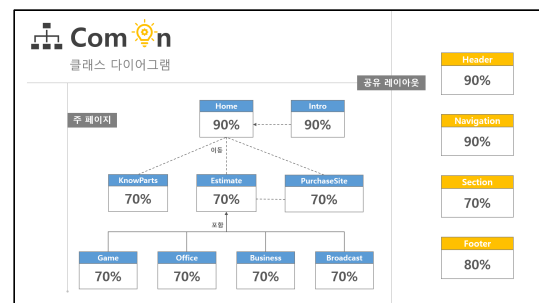 Com n
클래스 다이어그램
공유 레이아웃
주 페이지
Home
90%
Intro
90%
이동
KnowParts
70%
Estimate
70%
PurchaseSite
70%
포함
Game
70%
Office
70%
Business
70%
Broadcast
70%
Header
90%
Navigation
90%
Section
70%
Footer
80%